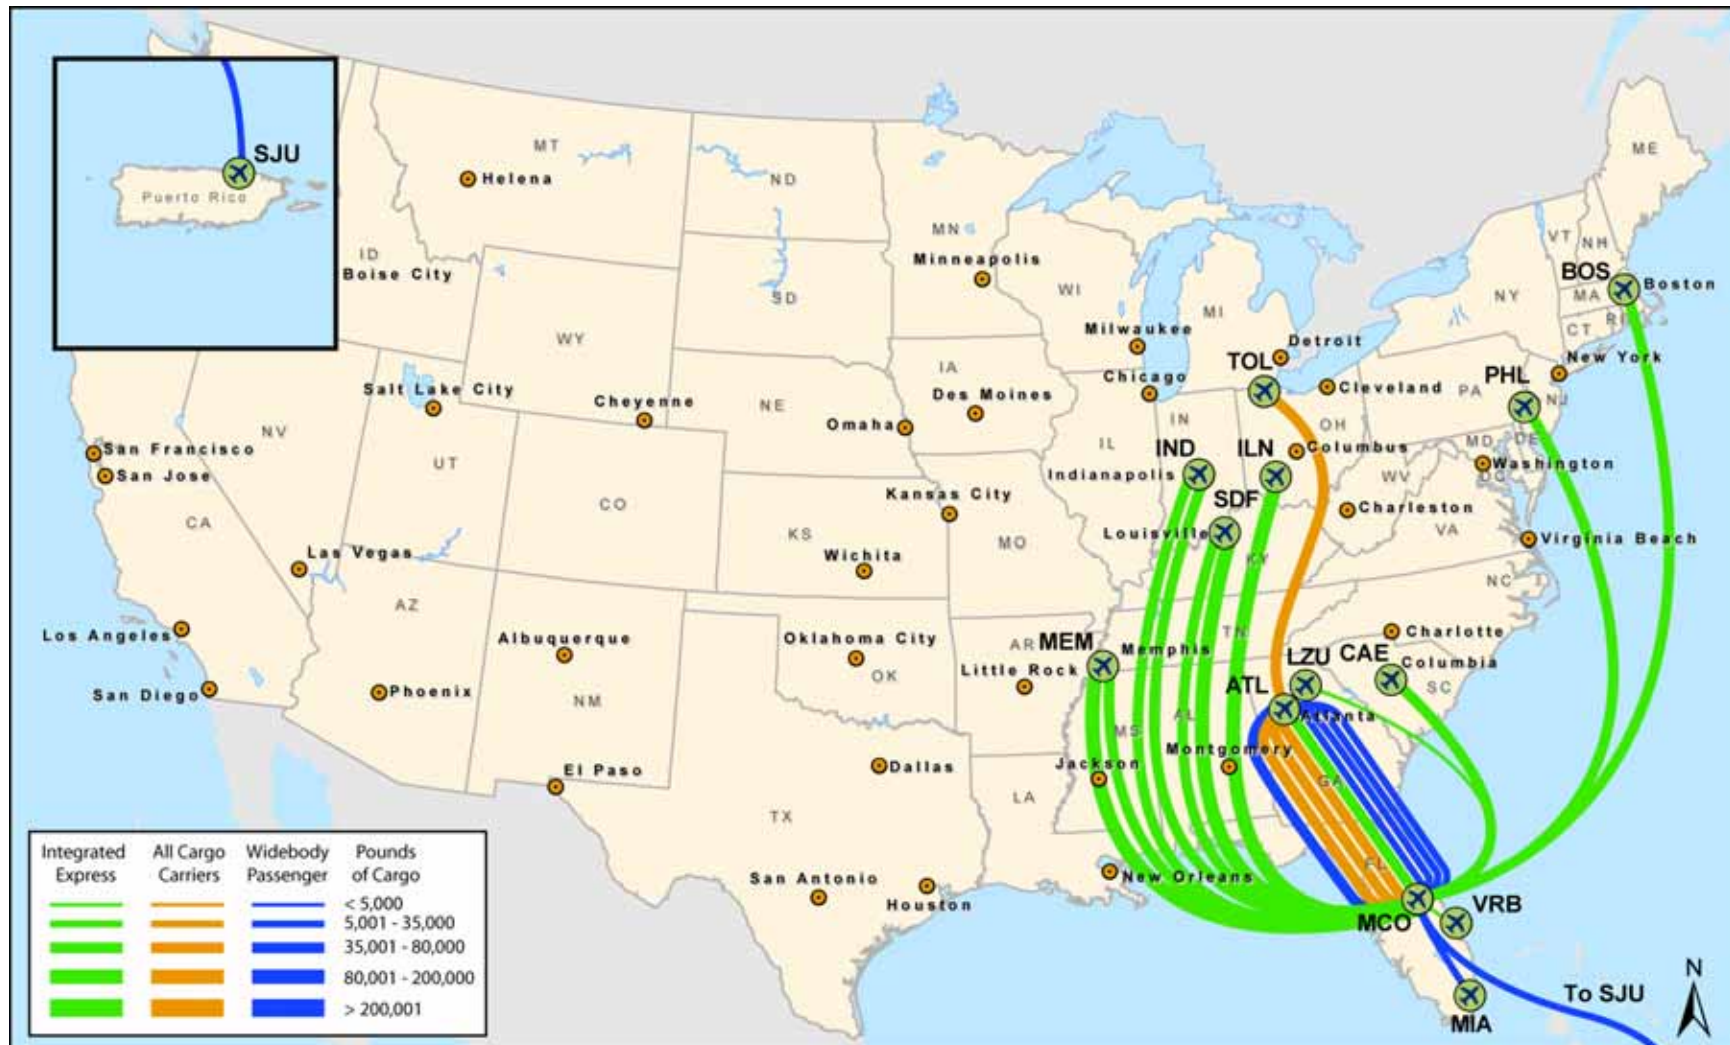 SJU
Puerto Rico
MT
Helena
ND
MN
Minneapolis
ID
Boise City
SD
WI
Milwaukee
MI
Detroit
ME
VT
NH
BOS
Boston
NY
MA
RI
CT
New York
WY
IA
Des Moines
Chicago
TOL
Cleveland
PA
PHL
NJ
Salt Lake City
Cheyenne
NE
Omaha
NV
San Francisco
San Jose
UT
IL
IN
OH
Columbus
MD
DE
Washington
DC
IND
Indianapolis
ILN
SDF
Louisville
WV
Charleston
VA
Virginia Beach
CA
CO
Kansas City
KS
Wichita
MO
KY
Las Vegas
AZ
Los Angeles
San Diego
Phoenix
Albuquerque
NM
Oklahoma City
OK
AR
Little Rock
MEM
Memphis
TN
NC
Charlotte
LZU
CAE
Columbia
SC
ATL
Atlanta
MS
AL
Montgomery
Jackson
GA
El Paso
Dallas
TX
LA
San Antonio
Houston
New Orleans
FL
MCO
VRB
MIA
To SJU
N
Integrated Express
All Cargo Carriers
Widebody Passenger
Pounds of Cargo
< 5,000
5,001 - 35,000
35,001 - 80,000
80,001 - 200,000
> 200,001